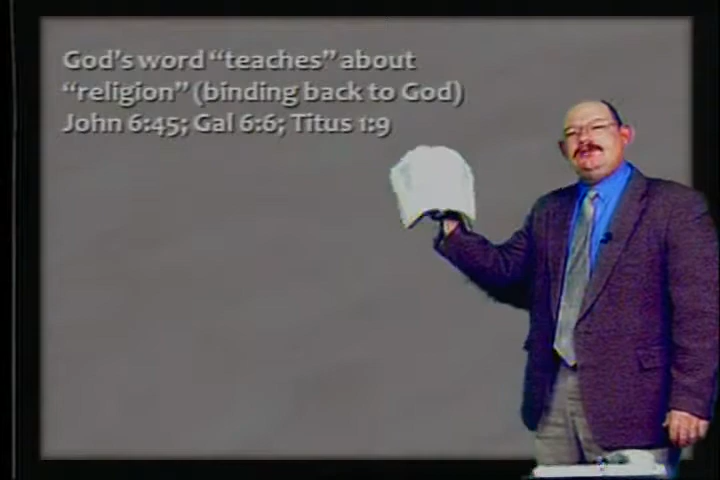 God's word “teaches” about
“religion” (binding back to God)
John 6:45; Gal 6:6; Titus 1:9